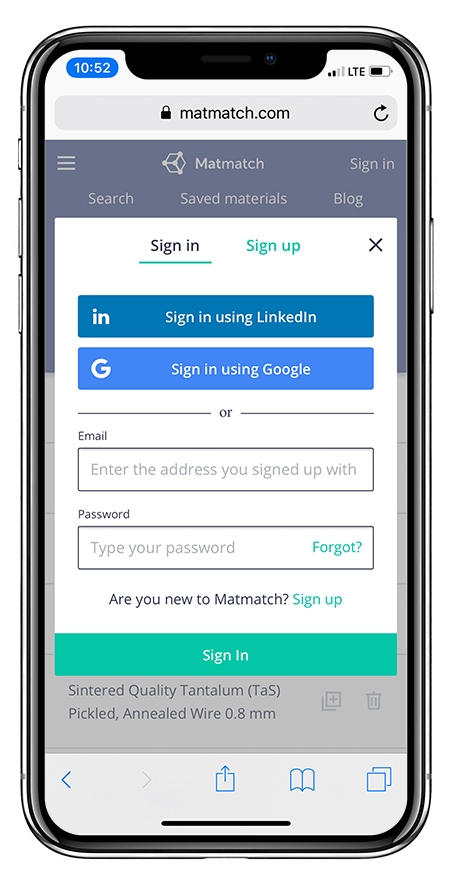 10:52
LTE
matmatch.com
Matmatch
Sign in
Search
Saved materials
Blog
Sign in
Sign up
in
Sign in using LinkedIn
G
Sign in using Google
or
Email
Enter the address you signed up with
Password
Type your password
Forgot?
Are you new to Matmatch? Sign up
Sign In
Sintered Quality Tantalum (TaS)
Pickled, Annealed Wire 0.8 mm